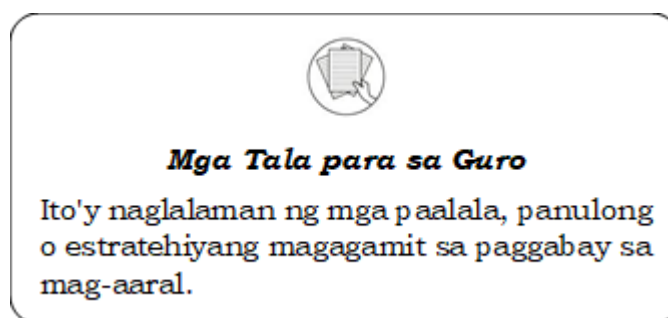 Mga Tala para sa Guro
Ito'y naglalaman ng mga paalala, panulong
o estratehiyang magagamit sa paggabay sa
mag-aaral.